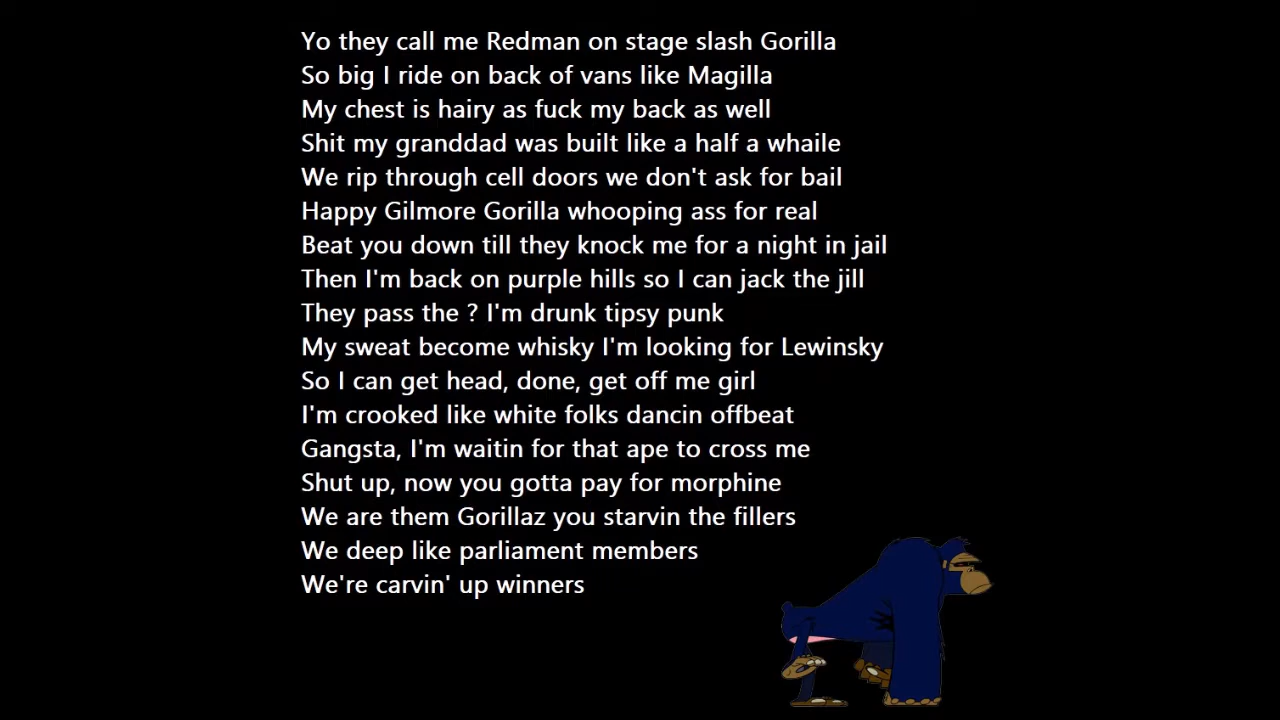 Yo they call me Redman on stage slash Gorilla
So big I ride on back of vans like Magilla
My chest is hairy as fuck my back as well
Shit my granddad was built like a half a whaile
We rip through cell doors we don't ask for bail
Happy Gilmore Gorilla whooping ass for real
Beat you down till they knock me for a night in jail
Then I'm back on purple hills so I can jack the jill
They pass the ? I'm drunk tipsy punk
My sweat become whisky I'm looking for Lewinsky
So I can get head, done, get off me girl
I'm crooked like white folks dancin offbeat
Gangsta, I'm waitin for that ape to cross me
Shut up, now you gotta pay for morphine
We are them Gorillaz you starvin the fillers
We deep like parliament members
We're carvin' up winners